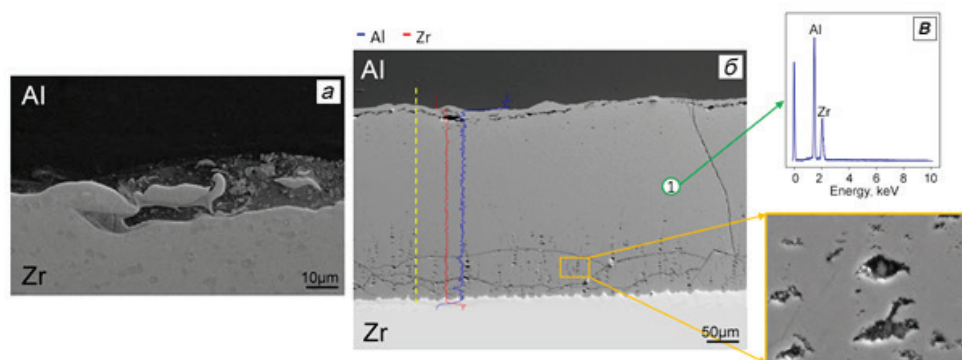 Al
Zr
а
10µm
Al Zr
Al
Zr
б
1
50µm
в
Al
Zr
0 2 4 6 8 10
Energy, keV